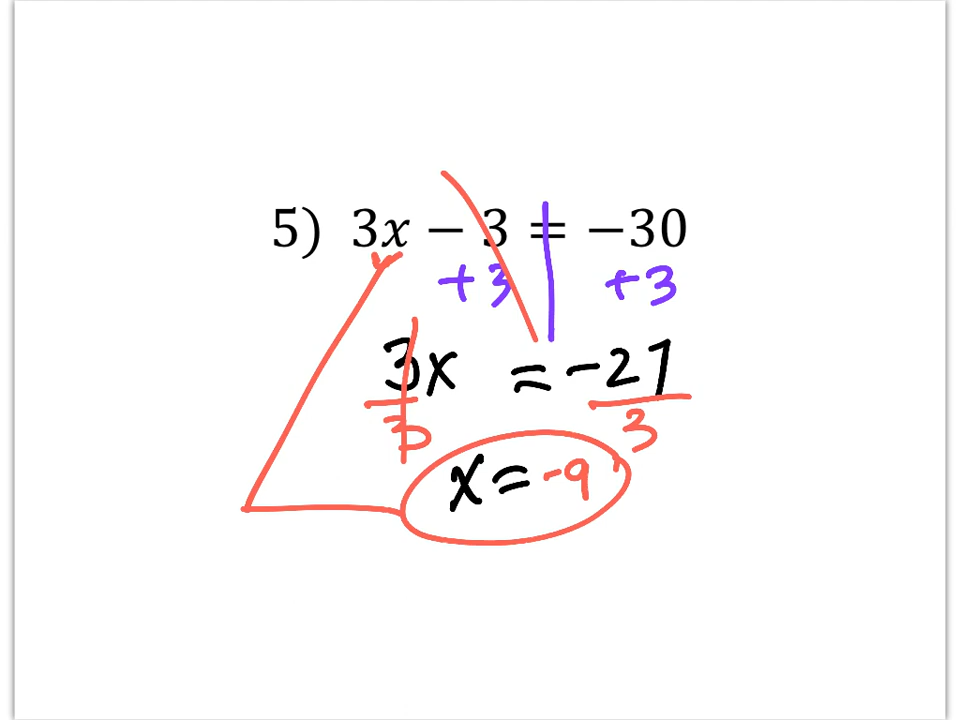 5) 3x − 3 = −30
+3 +3
3x = -27
3 3
x = -9